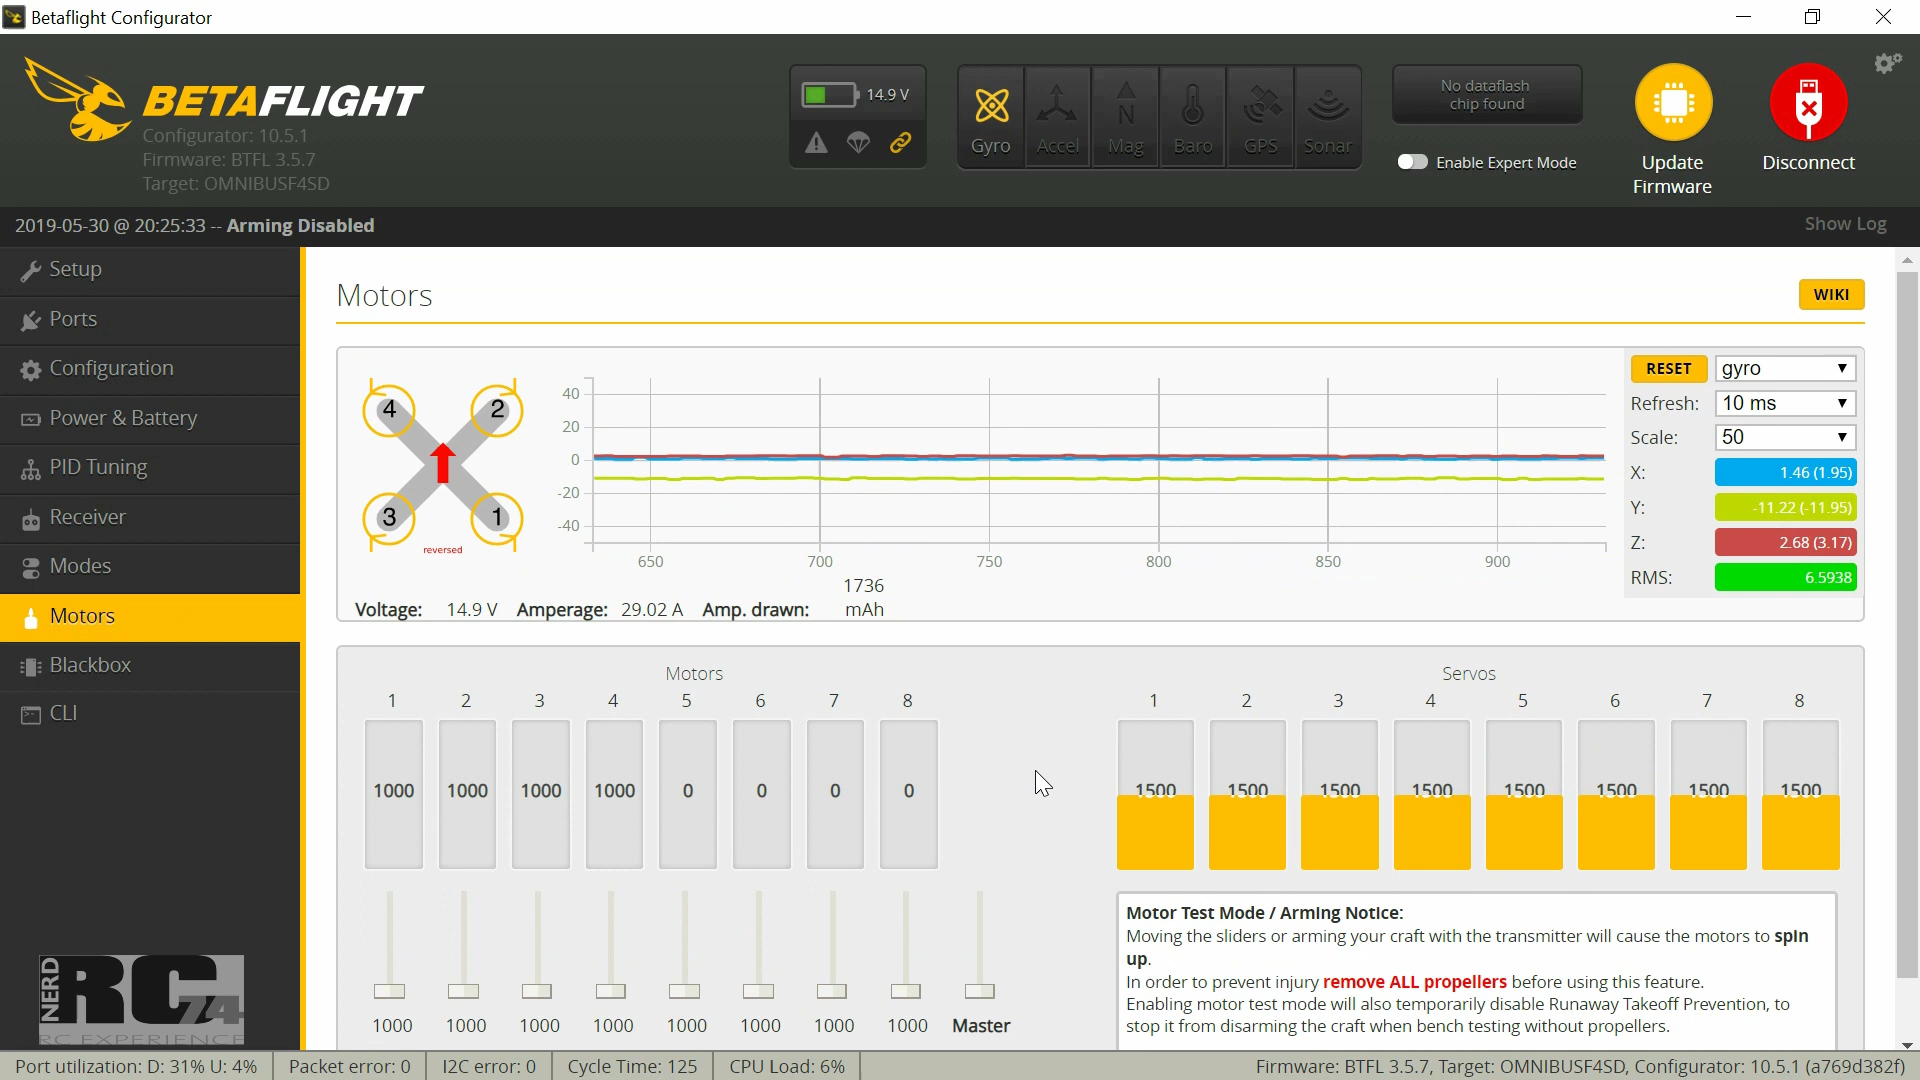 Betaflight Configurator
BETAFLIGHT
Configurator: 10.5.1
Firmware: BTFL 3.5.7
Target: OMNIBUSF4SD
14.9 V
Gyro
Accel
Mag
Baro
GPS
Sonar
No dataflash
chip found
Enable Expert Mode
Update
Firmware
Disconnect
2019-05-30 @ 20:25:33 -- Arming Disabled
Show Log
Setup
Ports
Configuration
Power & Battery
PID Tuning
Receiver
Modes
Motors
Blackbox
CLI
NERD
RC
74
RC EXPERIENCE
Motors
WIKI
4
2
3
1
reversed
40
20
0
-20
-40
650
700
750
800
850
900
RESET
gyro
Refresh:
10 ms
Scale:
50
X:
1.46 (1.95)
Y:
-11.22 (-11.95)
Z:
2.68 (3.17)
RMS:
6.5938
Voltage: 14.9 V Amperage: 29.02 A Amp. drawn: 1736 mAh
Motors
1 2 3 4 5 6 7 8
1000 1000 1000 1000 0 0 0 0
1000 1000 1000 1000 1000 1000 1000 1000 Master
Servos
1 2 3 4 5 6 7 8
1500 1500 1500 1500 1500 1500 1500 1500
Motor Test Mode / Arming Notice:
Moving the sliders or arming your craft with the transmitter will cause the motors to spin
up.
In order to prevent injury remove ALL propellers before using this feature.
Enabling motor test mode will also temporarily disable Runaway Takeoff Prevention, to
stop it from disarming the craft when bench testing without propellers.
Port utilization: D: 31% U: 4%
Packet error: 0
I2C error: 0
Cycle Time: 125
CPU Load: 6%
Firmware: BTFL 3.5.7, Target: OMNIBUSF4SD, Configurator: 10.5.1 (a769d382f)